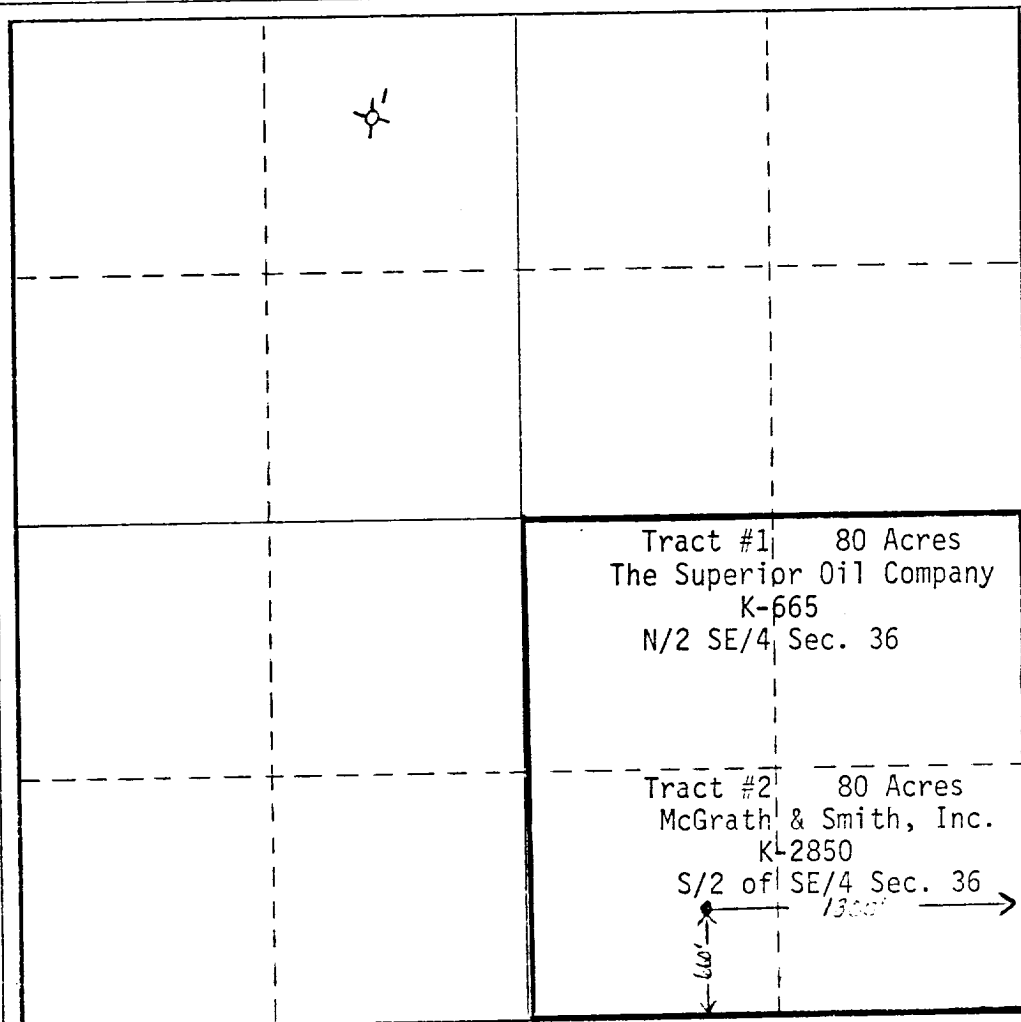 1
Tract #1 80 Acres
The Superior Oil Company
K-665
N/2 SE/4 Sec. 36
Tract #2 80 Acres
McGrath & Smith, Inc.
K-2850
S/2 of SE/4 Sec. 36
660'